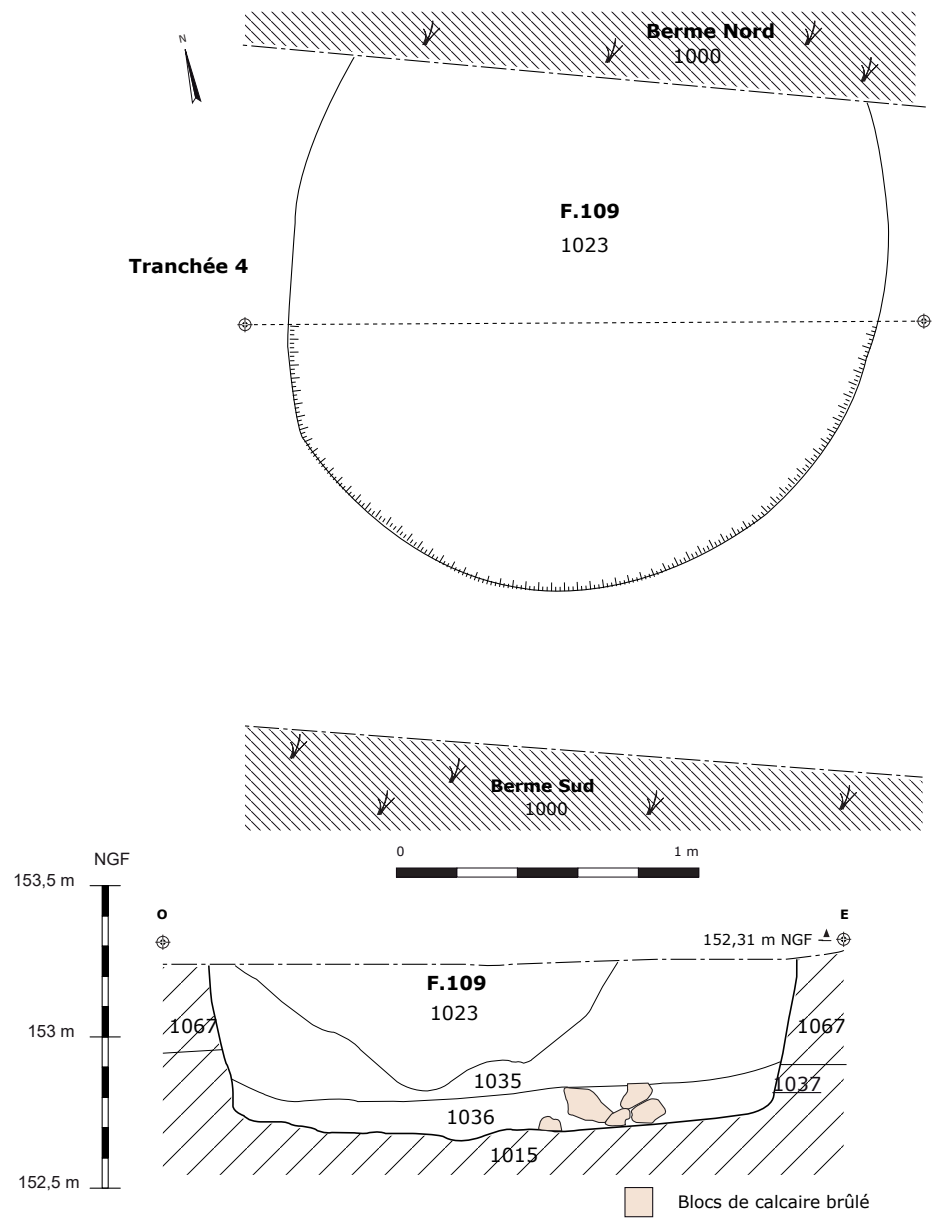 Berme Nord
1000
N
F.109
1023
Tranchée 4
Berme Sud
1000
0 1 m
NGF
153,5 m
O E
152,31 m NGF
F.109
1023
1067 1067
153 m
1035
1037
1036
1015
152,5 m
Blocs de calcaire brûlé